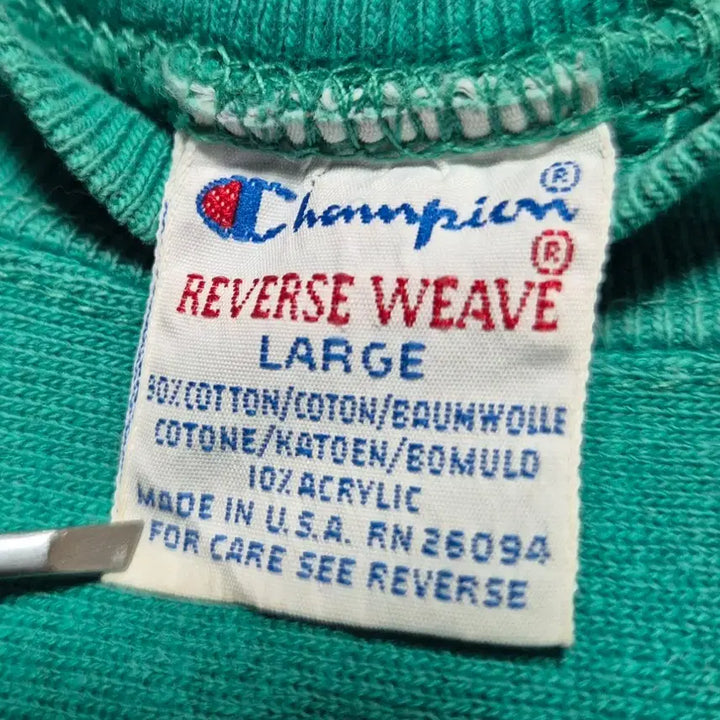 Champion®
REVERSE WEAVE®
LARGE
90% COTTON/COTON/BAUMWOLLE
COTONE/KATOEN/BOMULD
10% ACRYLIC
MADE IN U.S.A. RN 26094
FOR CARE SEE REVERSE